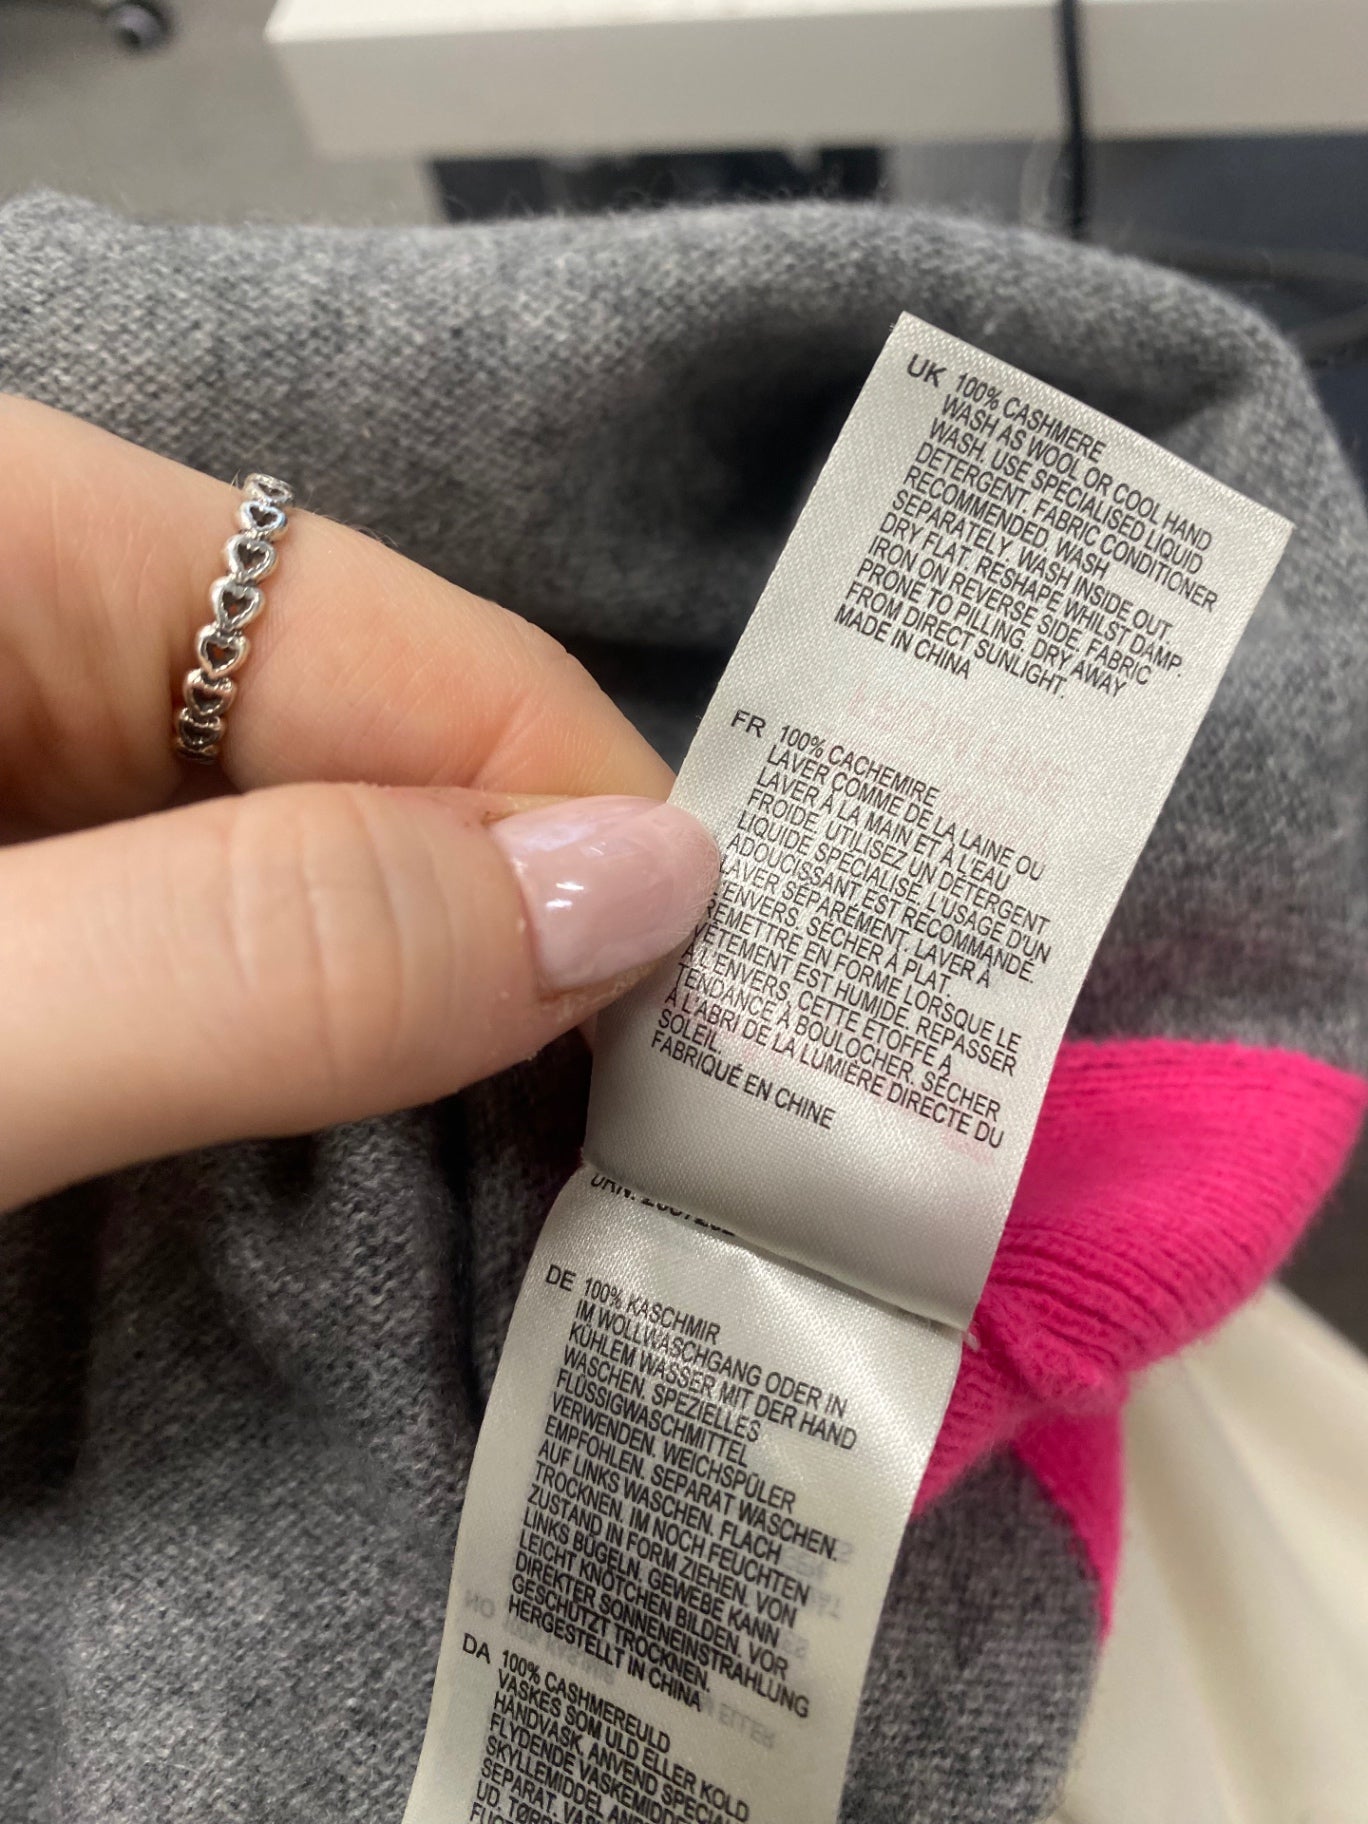 UK 100% CASHMERE
WASH AS WOOL OR COOL HAND
WASH. USE SPECIALISED LIQUID
DETERGENT. FABRIC CONDITIONER
RECOMMENDED. WASH
SEPARATELY. WASH INSIDE OUT.
DRY FLAT. RESHAPE WHILST DAMP.
IRON ON REVERSE SIDE. FABRIC
PRONE TO PILLING. DRY AWAY
FROM DIRECT SUNLIGHT.
MADE IN CHINA
FR 100% CACHEMIRE
LAVER COMME DE LA LAINE OU
LAVER À LA MAIN ET À L'EAU
FROIDE. UTILISEZ UN DÉTERGENT
LIQUIDE SPÉCIALISÉ. L'USAGE D'UN
ADOUCISSANT EST RECOMMANDÉ.
LAVER SÉPARÉMENT. LAVER À
L'ENVERS. SÉCHER À PLAT.
REMETTRE EN FORME LORSQUE LE
VÊTEMENT EST HUMIDE. REPASSER
À L'ENVERS. CETTE ETOFFE A
TENDANCE À BOULOCHER. SÉCHER
À L'ABRI DE LA LUMIÈRE DIRECTE DU
SOLEIL.
FABRIQUÉ EN CHINE
DE 100% KASCHMIR
IM WOLLWASCHGANG ODER IN
KÜHLEM WASSER MIT DER HAND
WASCHEN. SPEZIELLES
FLÜSSIGWASCHMITTEL
VERWENDEN. WEICHSPÜLER
EMPFOHLEN. SEPARAT WASCHEN.
AUF LINKS WASCHEN. FLACH
TROCKNEN. IM NOCH FEUCHTEN
ZUSTAND IN FORM ZIEHEN. VON
LINKS BÜGELN. GEWEBE KANN
LEICHT KNÖTCHEN BILDEN. VOR
DIREKTER SONNENEINSTRAHLUNG
GESCHÜTZT TROCKNEN.
HERGESTELLT IN CHINA
DA 100% CASHMEREULD
VASKES SOM ULD ELLER KOLD
HÅNDVASK. ANVEND SPECIAL
FLYDENDE VASKEMIDDEL
SKYLLEMIDDEL
SEPARAT.
UD.